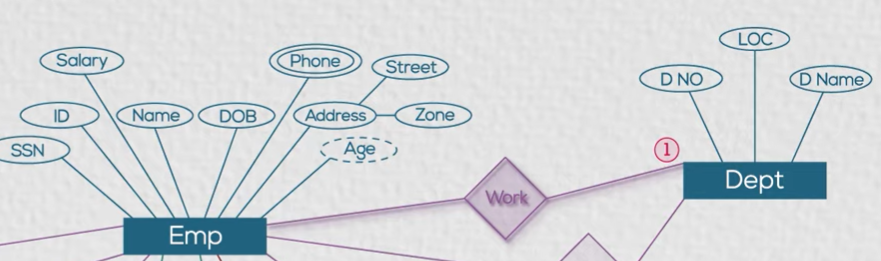 LOC
Salary
Phone
Street
D NO
D Name
ID
Name
DOB
Address
Zone
SSN
Age
1
Dept
Work
Emp